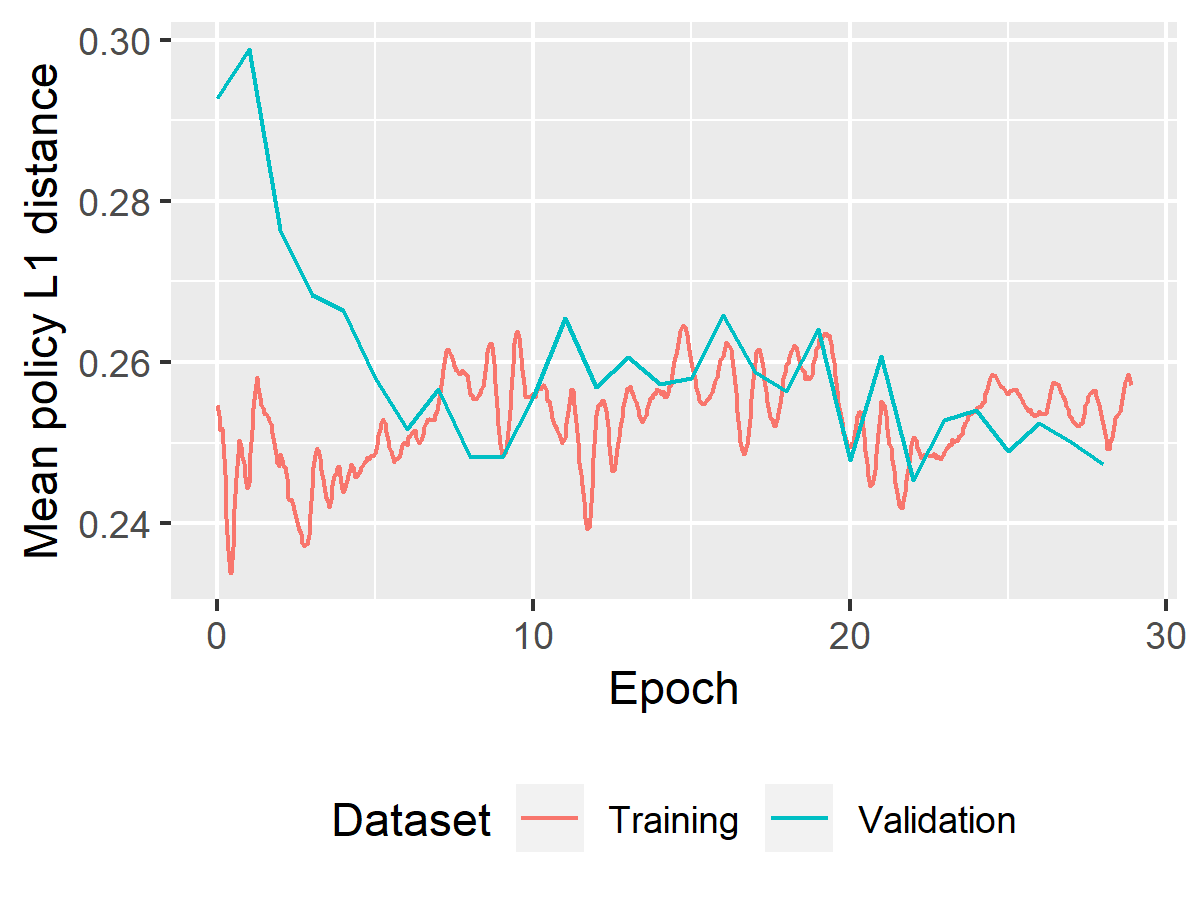 Mean policy L1 distance
0.30
0.28
0.26
0.24
0 10 20 30
Epoch
Dataset Training Validation